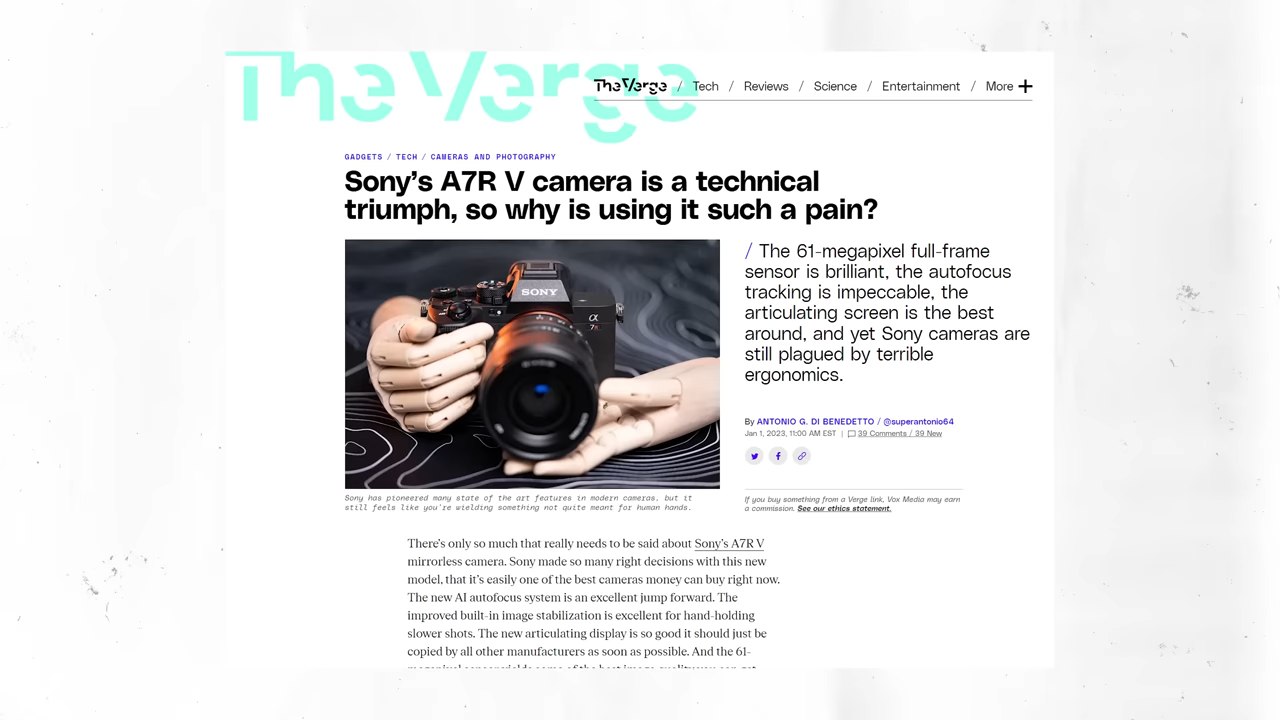 The Verge
The Verge / Tech / Reviews / Science / Entertainment / More +
GADGETS / TECH / CAMERAS AND PHOTOGRAPHY
Sony's A7R V camera is a technical
triumph, so why is using it such a pain?
SONY
α
7R
/ The 61-megapixel full-frame
sensor is brilliant, the autofocus
tracking is impeccable, the
articulating screen is the best
around, and yet Sony cameras are
still plagued by terrible
ergonomics.
By ANTONIO G. DI BENEDETTO / @superantonio64
Jan 1, 2023, 11:00 AM EST | 39 Comments / 39 New
Sony has pioneered many state of the art features in modern cameras, but it
still feels like you're wielding something not quite meant for human hands.
If you buy something from a Verge link, Vox Media may earn
a commission. See our ethics statement.
There's only so much that really needs to be said about Sony's A7R V
mirrorless camera. Sony made so many right decisions with this new
model, that it's easily one of the best cameras money can buy right now.
The new AI autofocus system is an excellent jump forward. The
improved built-in image stabilization is excellent for hand-holding
slower shots. The new articulating display is so good it should just be
copied by all other manufacturers as soon as possible. And the 61-